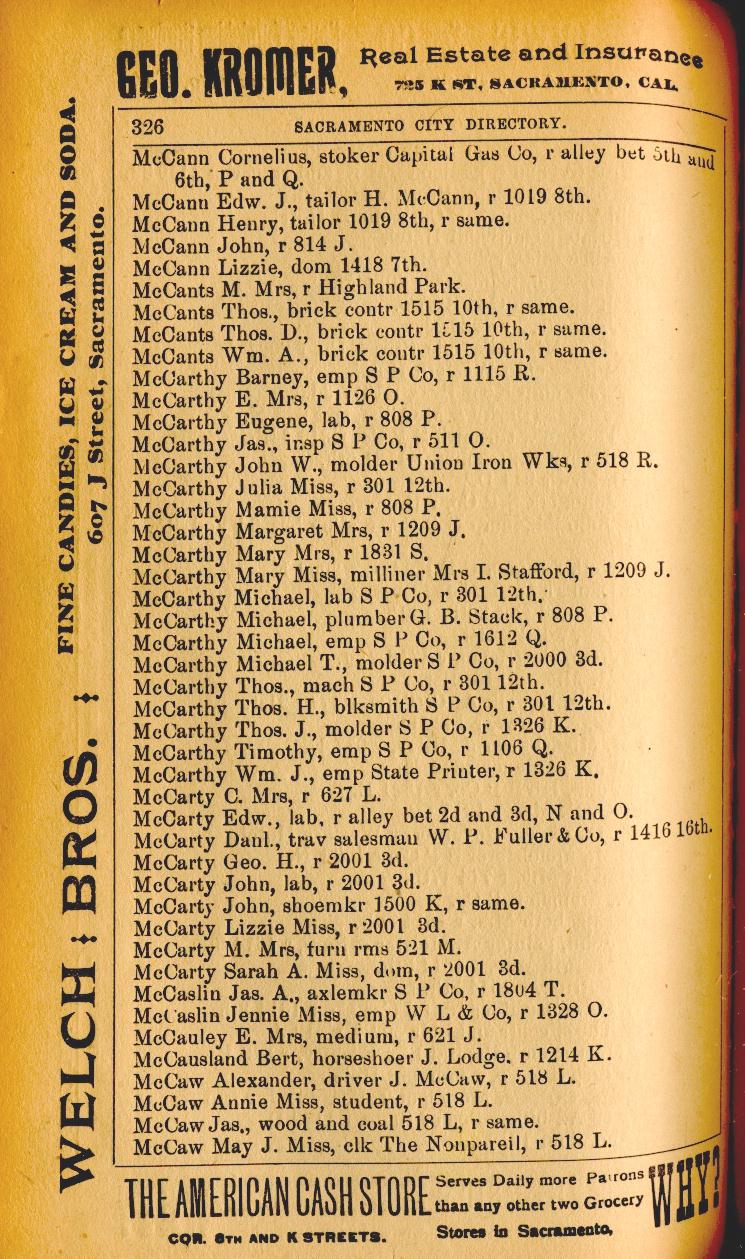 GEO. KROMER, Real Estate and Insurance
725 K ST, SACRAMENTO, CAL.
326 SACRAMENTO CITY DIRECTORY.
McCann Cornelius, stoker Capital Gas Co, r alley bet 5th and
6th, P and Q.
McCann Edw. J., tailor H. McCann, r 1019 8th.
McCann Henry, tailor 1019 8th, r same.
McCann John, r 814 J.
McCann Lizzie, dom 1418 7th.
McCants M. Mrs, r Highland Park.
McCants Thos., brick contr 1515 10th, r same.
McCants Thos. D., brick contr 1515 10th, r same.
McCants Wm. A., brick contr 1515 10th, r same.
McCarthy Barney, emp S P Co, r 1115 R.
McCarthy E. Mrs, r 1126 O.
McCarthy Eugene, lab, r 808 P.
McCarthy Jas., insp S P Co, r 511 O.
McCarthy John W., molder Union Iron Wks, r 518 R.
McCarthy Julia Miss, r 301 12th.
McCarthy Mamie Miss, r 808 P.
McCarthy Margaret Mrs, r 1209 J.
McCarthy Mary Mrs, r 1831 S.
McCarthy Mary Miss, milliner Mrs I. Stafford, r 1209 J.
McCarthy Michael, lab S P Co, r 301 12th.
McCarthy Michael, plumber G. B. Stack, r 808 P.
McCarthy Michael, emp S P Co, r 1612 Q.
McCarthy Michael T., molder S P Co, r 2000 3d.
McCarthy Thos., mach S P Co, r 301 12th.
McCarthy Thos. H., blksmith S P Co, r 301 12th.
McCarthy Thos. J., molder S P Co, r 1326 K.
McCarthy Timothy, emp S P Co, r 1106 Q.
McCarthy Wm. J., emp State Printer, r 1326 K.
McCarty C. Mrs, r 627 L.
McCarty Edw., lab, r alley bet 2d and 3d, N and O.
McCarty Danl., trav salesman W. P. Fuller & Co, r 1416 16th.
McCarty Geo. H., r 2001 3d.
McCarty John, lab, r 2001 3d.
McCarty John, shoemkr 1500 K, r same.
McCarty Lizzie Miss, r 2001 3d.
McCarty M. Mrs, furn rms 521 M.
McCarty Sarah A. Miss, dom, r 2001 3d.
McCaslin Jas. A., axlemkr S P Co, r 1804 T.
McCaslin Jennie Miss, emp W L & Co, r 1328 O.
McCauley E. Mrs, medium, r 621 J.
McCausland Bert, horseshoer J. Lodge. r 1214 K.
McCaw Alexander, driver J. McCaw, r 518 L.
McCaw Annie Miss, student, r 518 L.
McCaw Jas., wood and coal 518 L, r same.
McCaw May J. Miss, clk The Nonpareil, r 518 L.
WELCH : BROS. : FINE CANDIES, ICE CREAM AND SODA.
607 J Street, Sacramento.
THE AMERICAN CASH STORE
COR. 8TH AND K STREETS.
Serves Daily more Patrons
than any other two Grocery
Stores in Sacramento,
WHY?